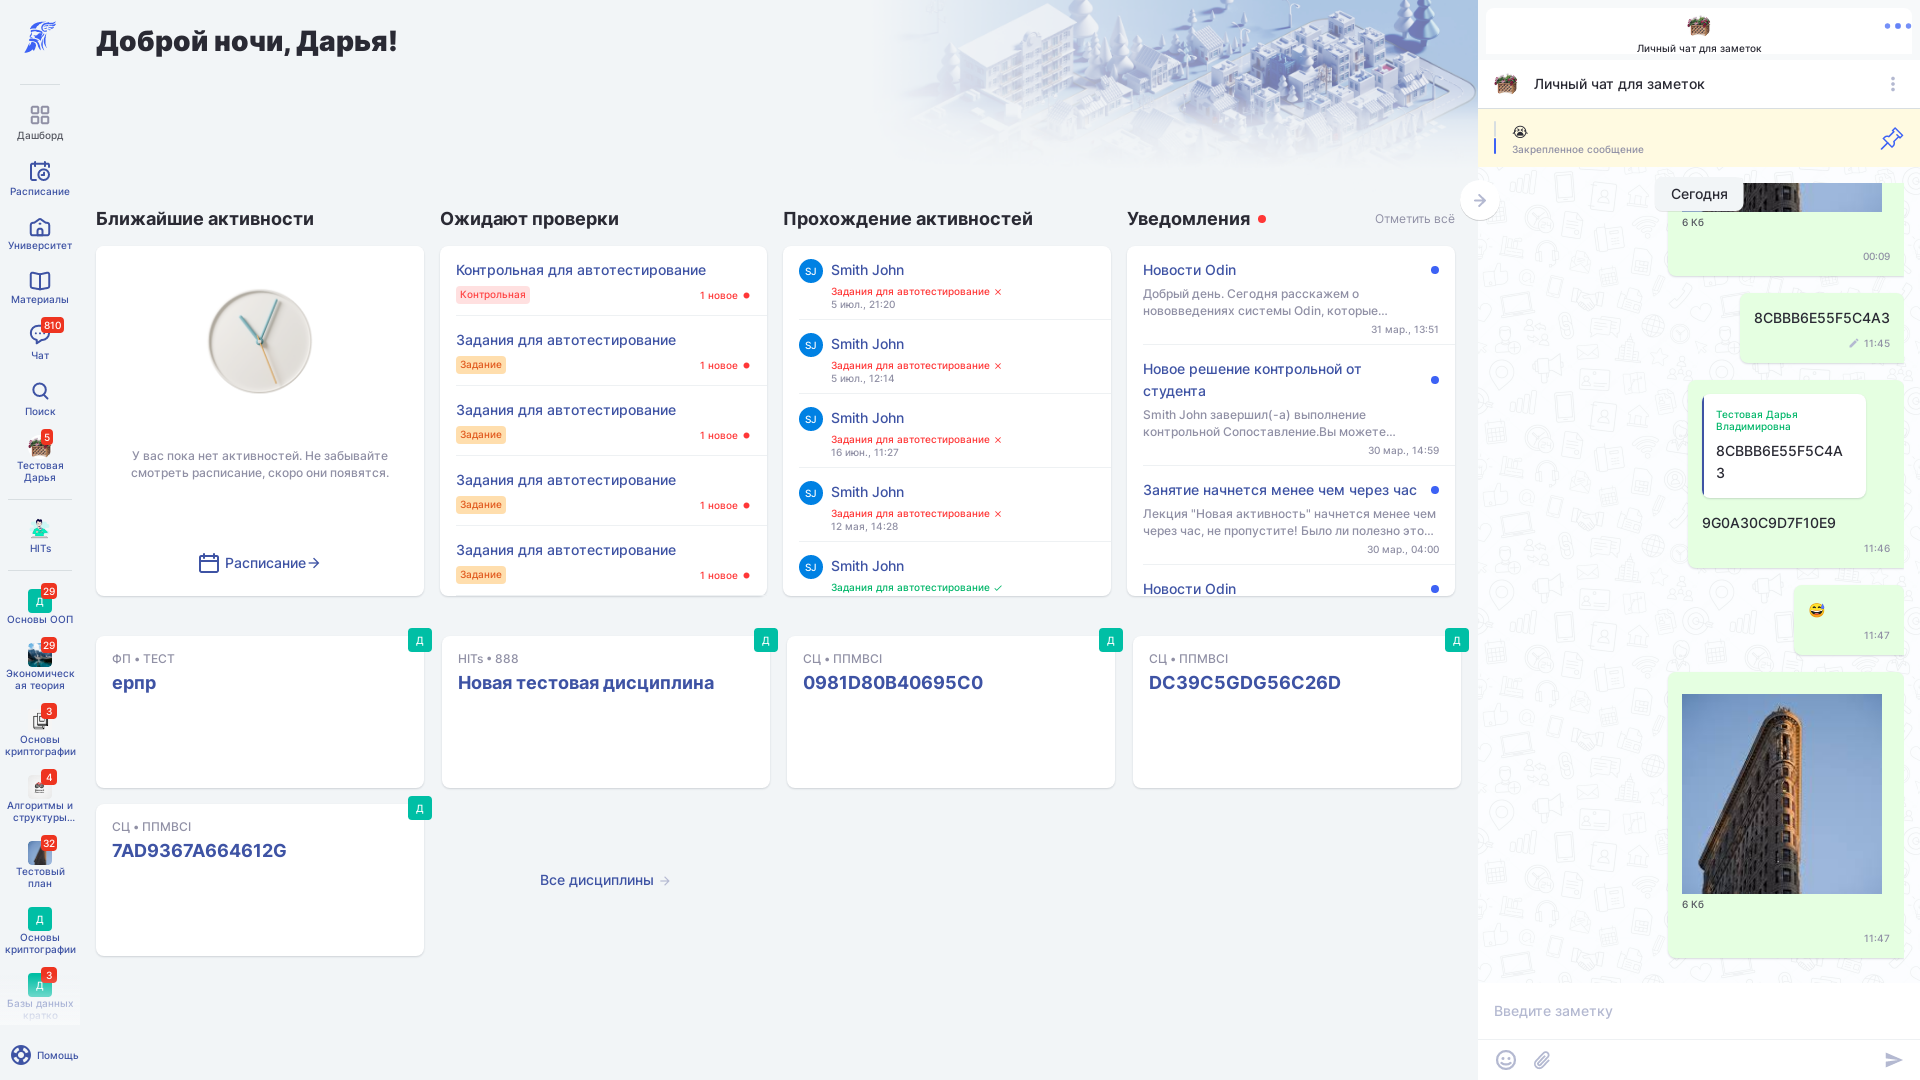 Доброй ночи, Дарья!
Дашборд
Расписание
Университет
Материалы
810
Чат
Поиск
5
Тестовая
Дарья
HITs
29
Д
Основы ООП
29
Экономическ
ая теория
3
Основы
криптографии
4
Алгоритмы и
структуры...
32
Тестовый
план
Д
Основы
криптографии
3
Д
Базы данных
кратко
Помощь
Ближайшие активности
У вас пока нет активностей. Не забывайте
смотреть расписание, скоро они появятся.
Расписание
Ожидают проверки
Контрольная для автотестирование
Контрольная
1 новое
Задания для автотестирование
Задание
1 новое
Задания для автотестирование
Задание
1 новое
Задания для автотестирование
Задание
1 новое
Задания для автотестирование
Задание
1 новое
Прохождение активностей
SJ
Smith John
Задания для автотестирование
5 июл., 21:20
SJ
Smith John
Задания для автотестирование
5 июл., 12:14
SJ
Smith John
Задания для автотестирование
16 июн., 11:27
SJ
Smith John
Задания для автотестирование
12 мая, 14:28
SJ
Smith John
Задания для автотестирование
Уведомления
Отметить всё
Новости Odin
Добрый день. Сегодня расскажем о
нововведениях системы Odin, которые...
31 мар., 13:51
Новое решение контрольной от
студента
Smith John завершил(-а) выполнение
контрольной Сопоставление.Вы можете...
30 мар., 14:59
Занятие начнется менее чем через час
Лекция "Новая активность" начнется менее чем
через час, не пропустите! Было ли полезно это...
30 мар., 04:00
Новости Odin
Д
ФП • ТЕСТ
ерпр
Д
HITs • 888
Новая тестовая дисциплина
Д
СЦ • ППМВCI
0981D80B40695C0
Д
СЦ • ППМВCI
DC39C5GDG56C26D
Д
СЦ • ППМВCI
7AD9367A664612G
Все дисциплины
Личный чат для заметок
Личный чат для заметок
😭
Закрепленное сообщение
Сегодня
6 Кб
00:09
8CBBB6E55F5C4A3
11:45
Тестовая Дарья
Владимировна
8CBBB6E55F5C4A
3
9G0A30C9D7F10E9
11:46
😅
11:47
6 Кб
11:47
Введите заметку